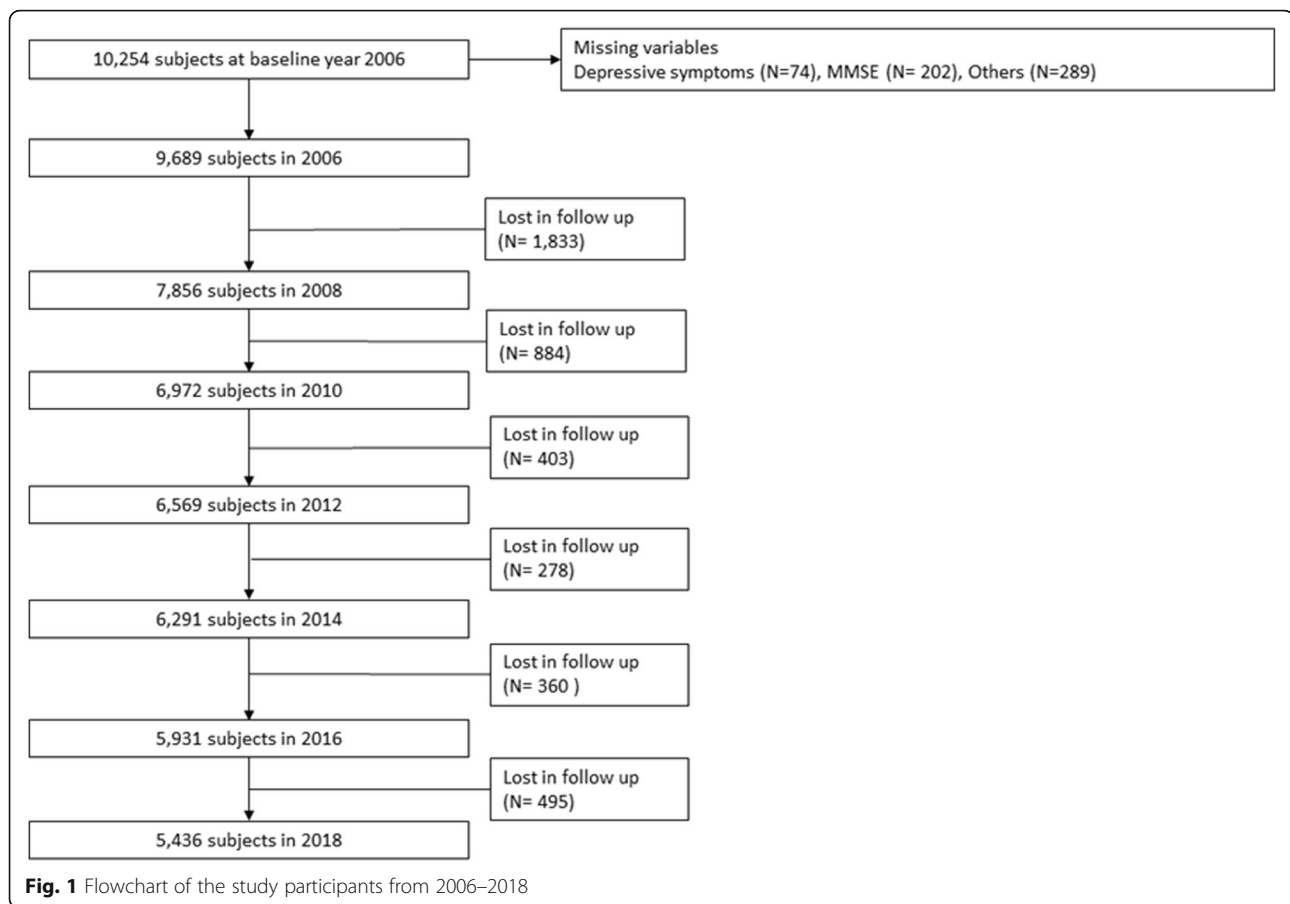 10,254 subjects at baseline year 2006
Missing variables
Depressive symptoms (N=74), MMSE (N= 202), Others (N=289)
9,689 subjects in 2006
Lost in follow up
(N= 1,833)
7,856 subjects in 2008
Lost in follow up
(N= 884)
6,972 subjects in 2010
Lost in follow up
(N= 403)
6,569 subjects in 2012
Lost in follow up
(N= 278)
6,291 subjects in 2014
Lost in follow up
(N= 360 )
5,931 subjects in 2016
Lost in follow up
(N= 495)
5,436 subjects in 2018
Fig. 1 Flowchart of the study participants from 2006–2018